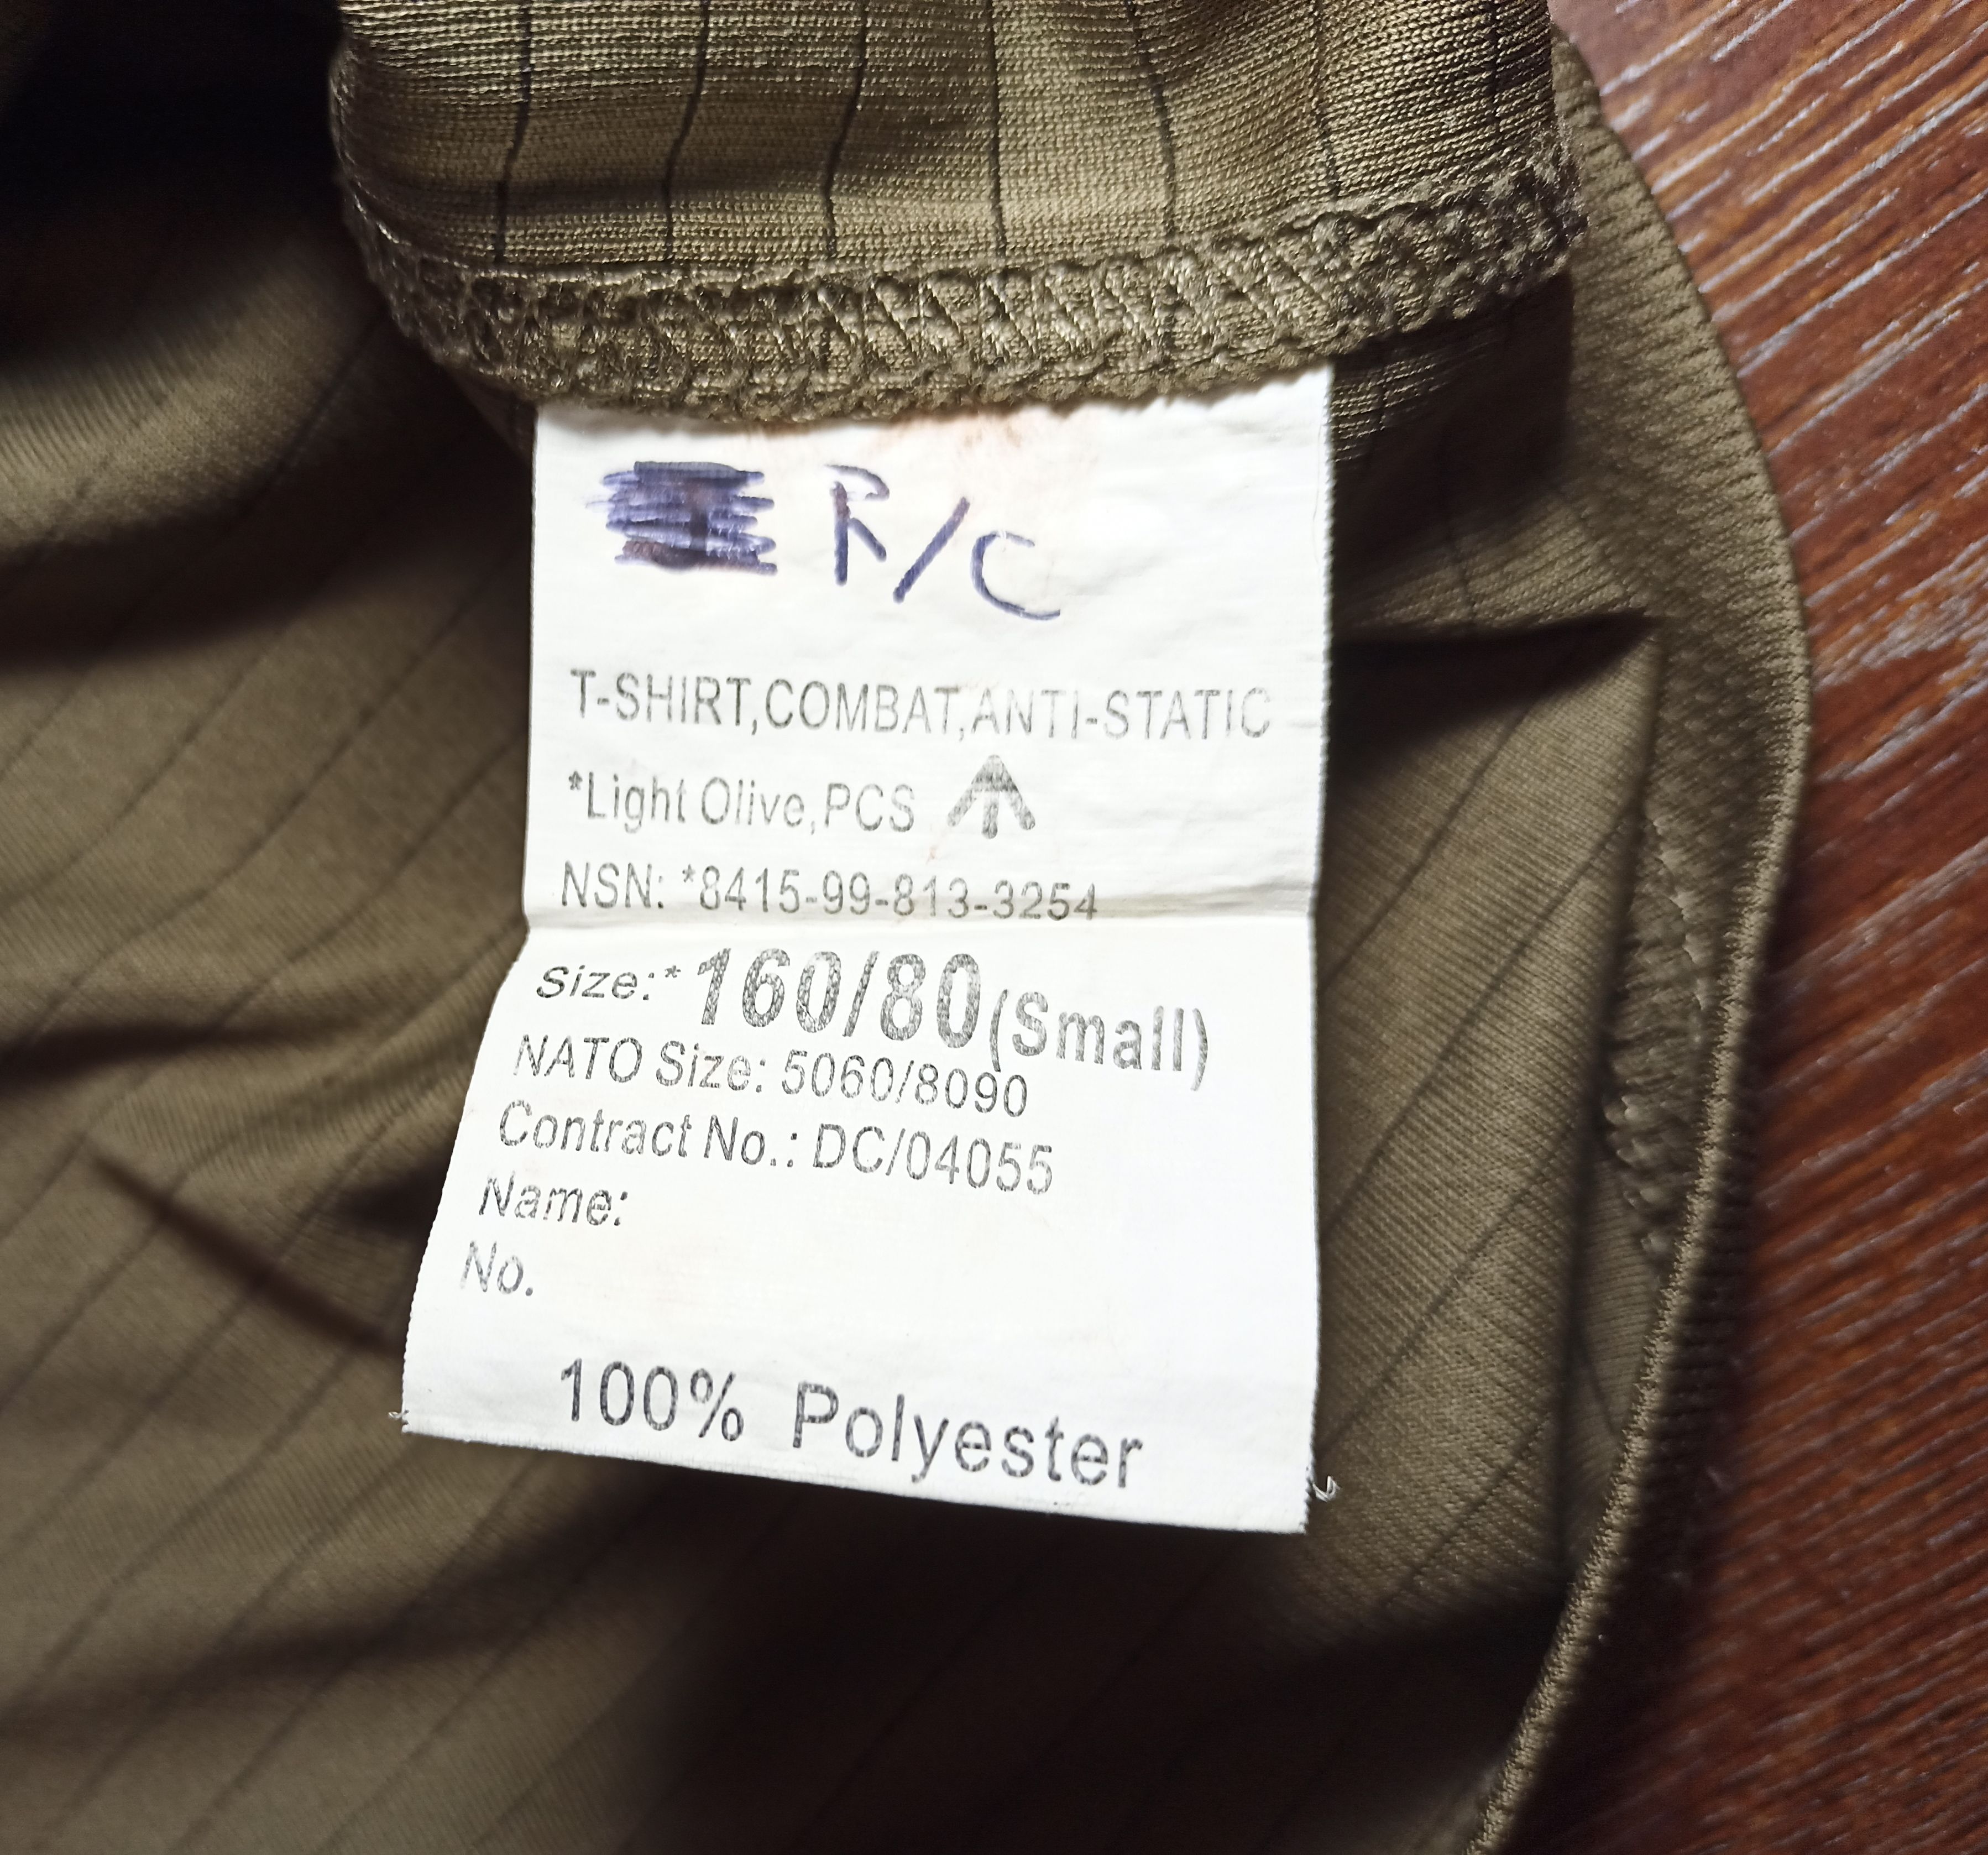 R/C
T-SHIRT,COMBAT,ANTI-STATIC
*Light Olive,PCS
NSN: *8415-99-813-3254
Size:* 160/80(Small)
NATO Size: 5060/8090
Contract No.: DC/04055
Name:
No.
100% Polyester